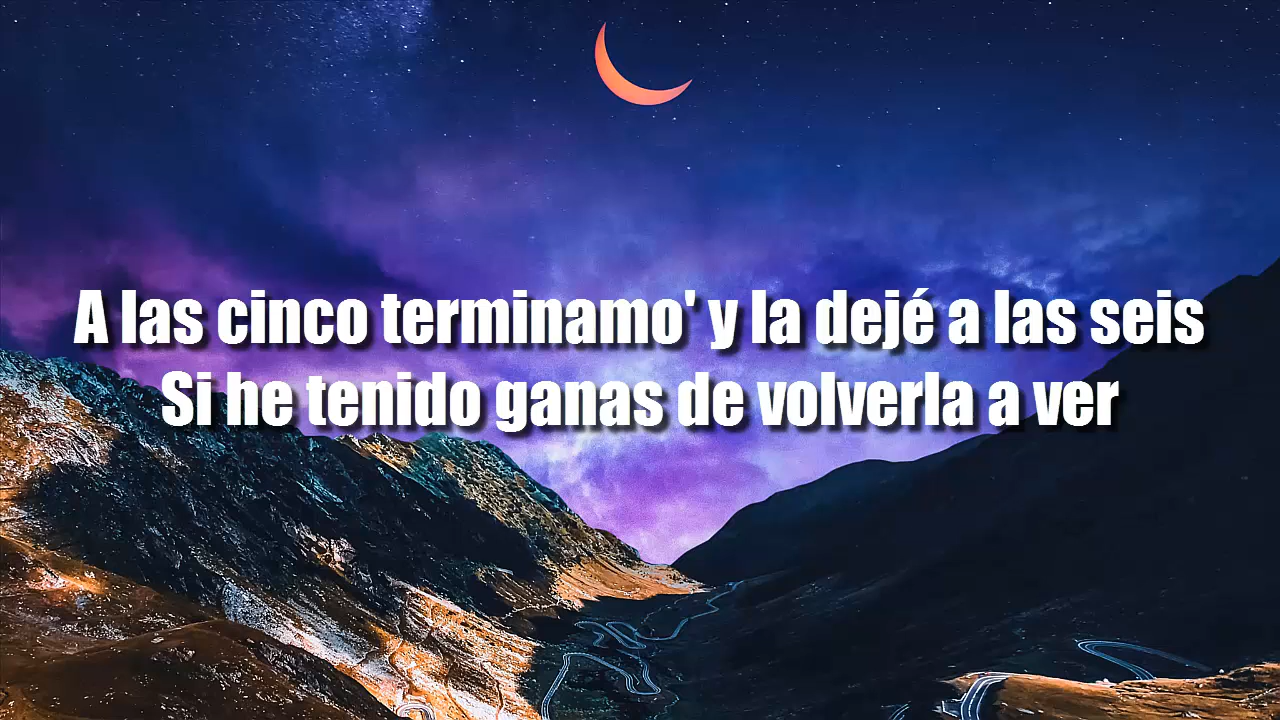 A las cinco terminamo' y la dejé a las seis
Si he tenido ganas de volverla a ver